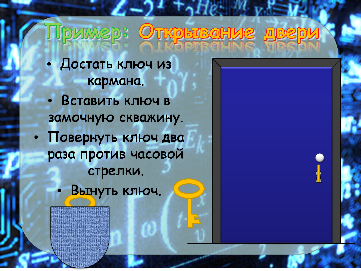 Пример: Открывание двери
• Достать ключ из
кармана.
• Вставить ключ в
замочную скважину.
• Повернуть ключ два
раза против часовой
стрелки.
• Вынуть ключ.